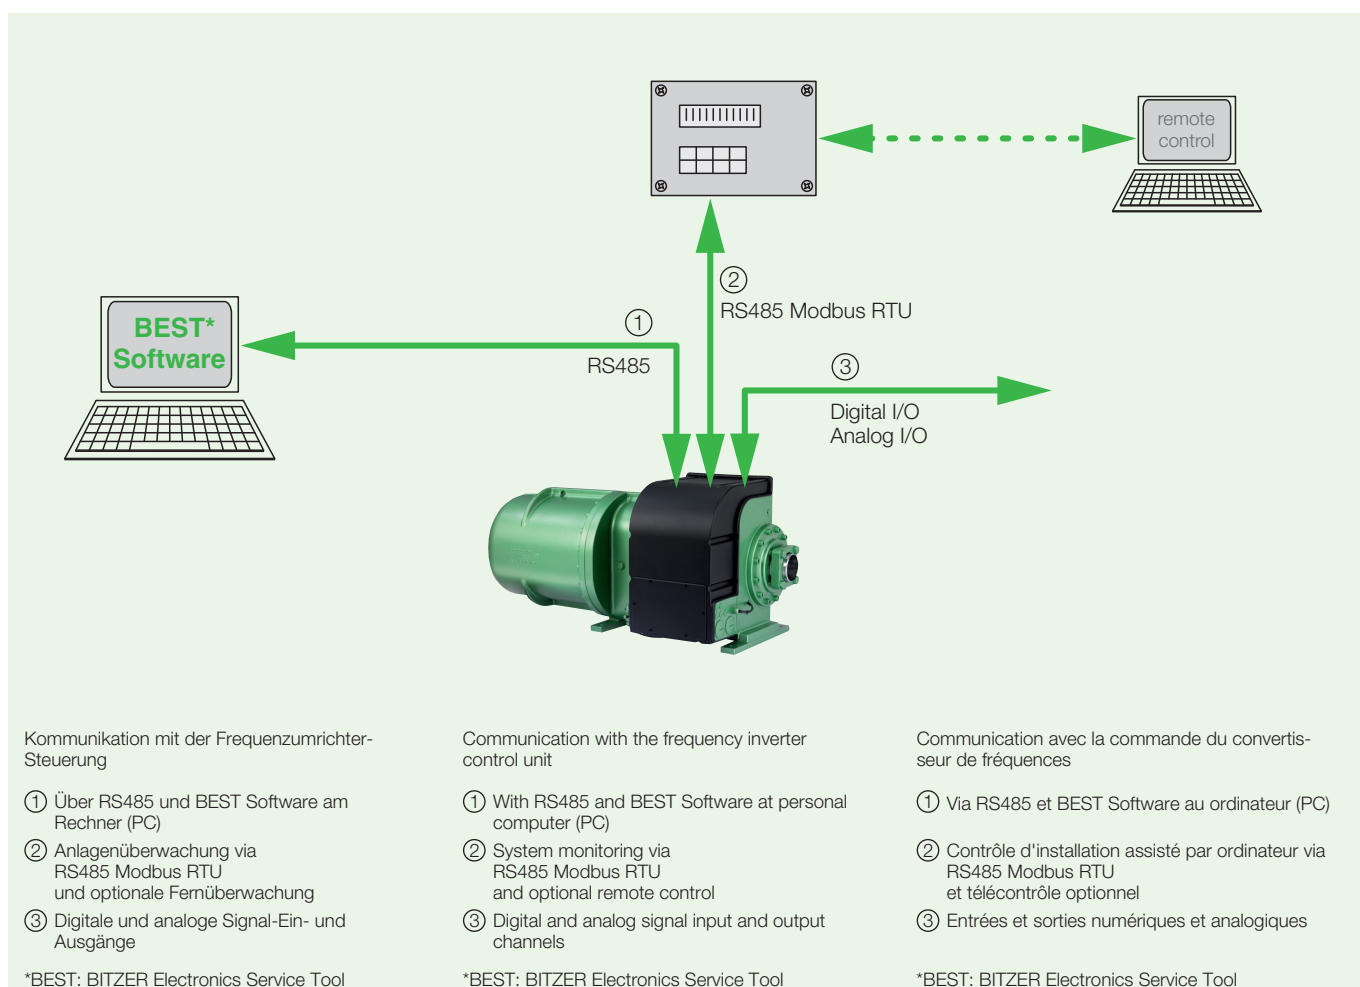 remote
control
②
RS485 Modbus RTU
BEST*
Software
①
RS485
③
Digital I/O
Analog I/O
Kommunikation mit der Frequenzumrichter-
Steuerung
① Über RS485 und BEST Software am
Rechner (PC)
② Anlagenüberwachung via
RS485 Modbus RTU
und optionale Fernüberwachung
③ Digitale und analoge Signal-Ein- und
Ausgänge
*BEST: BITZER Electronics Service Tool
Communication with the frequency inverter
control unit
① With RS485 and BEST Software at personal
computer (PC)
② System monitoring via
RS485 Modbus RTU
and optional remote control
③ Digital and analog signal input and output
channels
*BEST: BITZER Electronics Service Tool
Communication avec la commande du convertis-
seur de fréquences
① Via RS485 et BEST Software au ordinateur (PC)
② Contrôle d'installation assisté par ordinateur via
RS485 Modbus RTU
et télécontrôle optionnel
③ Entrées et sorties numériques et analogiques
*BEST: BITZER Electronics Service Tool